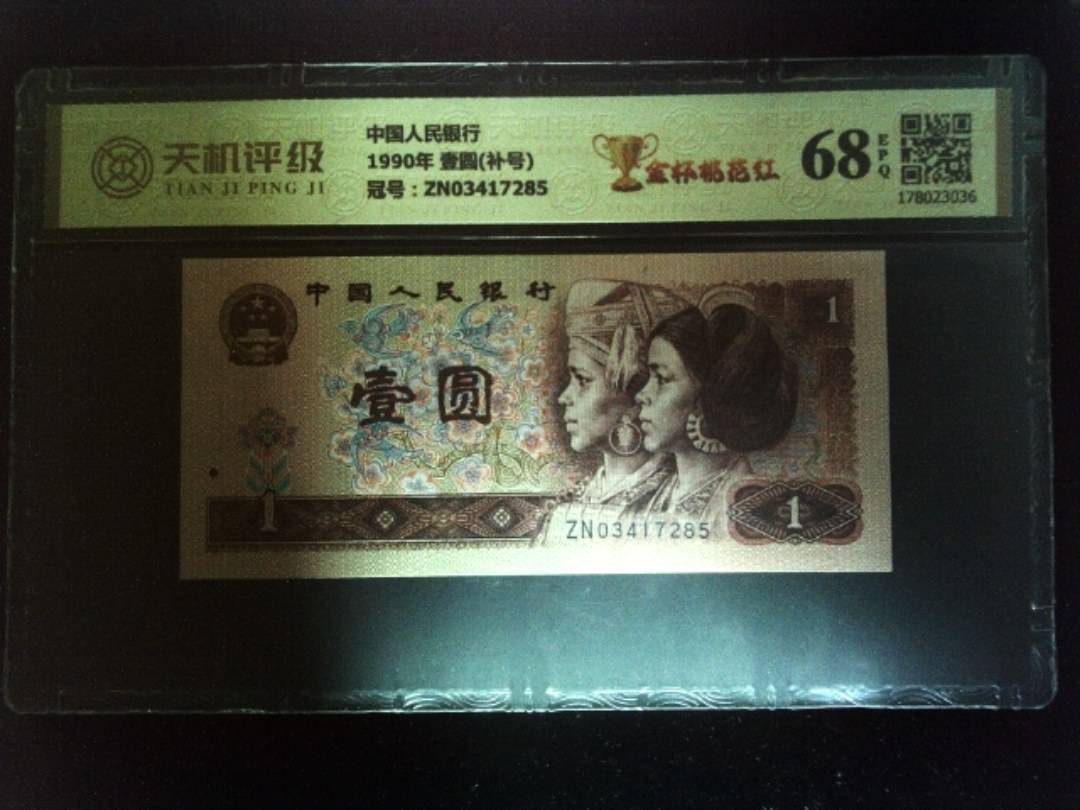 天机评级
TIAN JI PING JI
中国人民银行
1990年 壹圆(补号)
冠号：ZN03417285
金杯桃花红
68
EPQ
178023036
中国人民银行
1
壹圆
1
ZN03417285
1